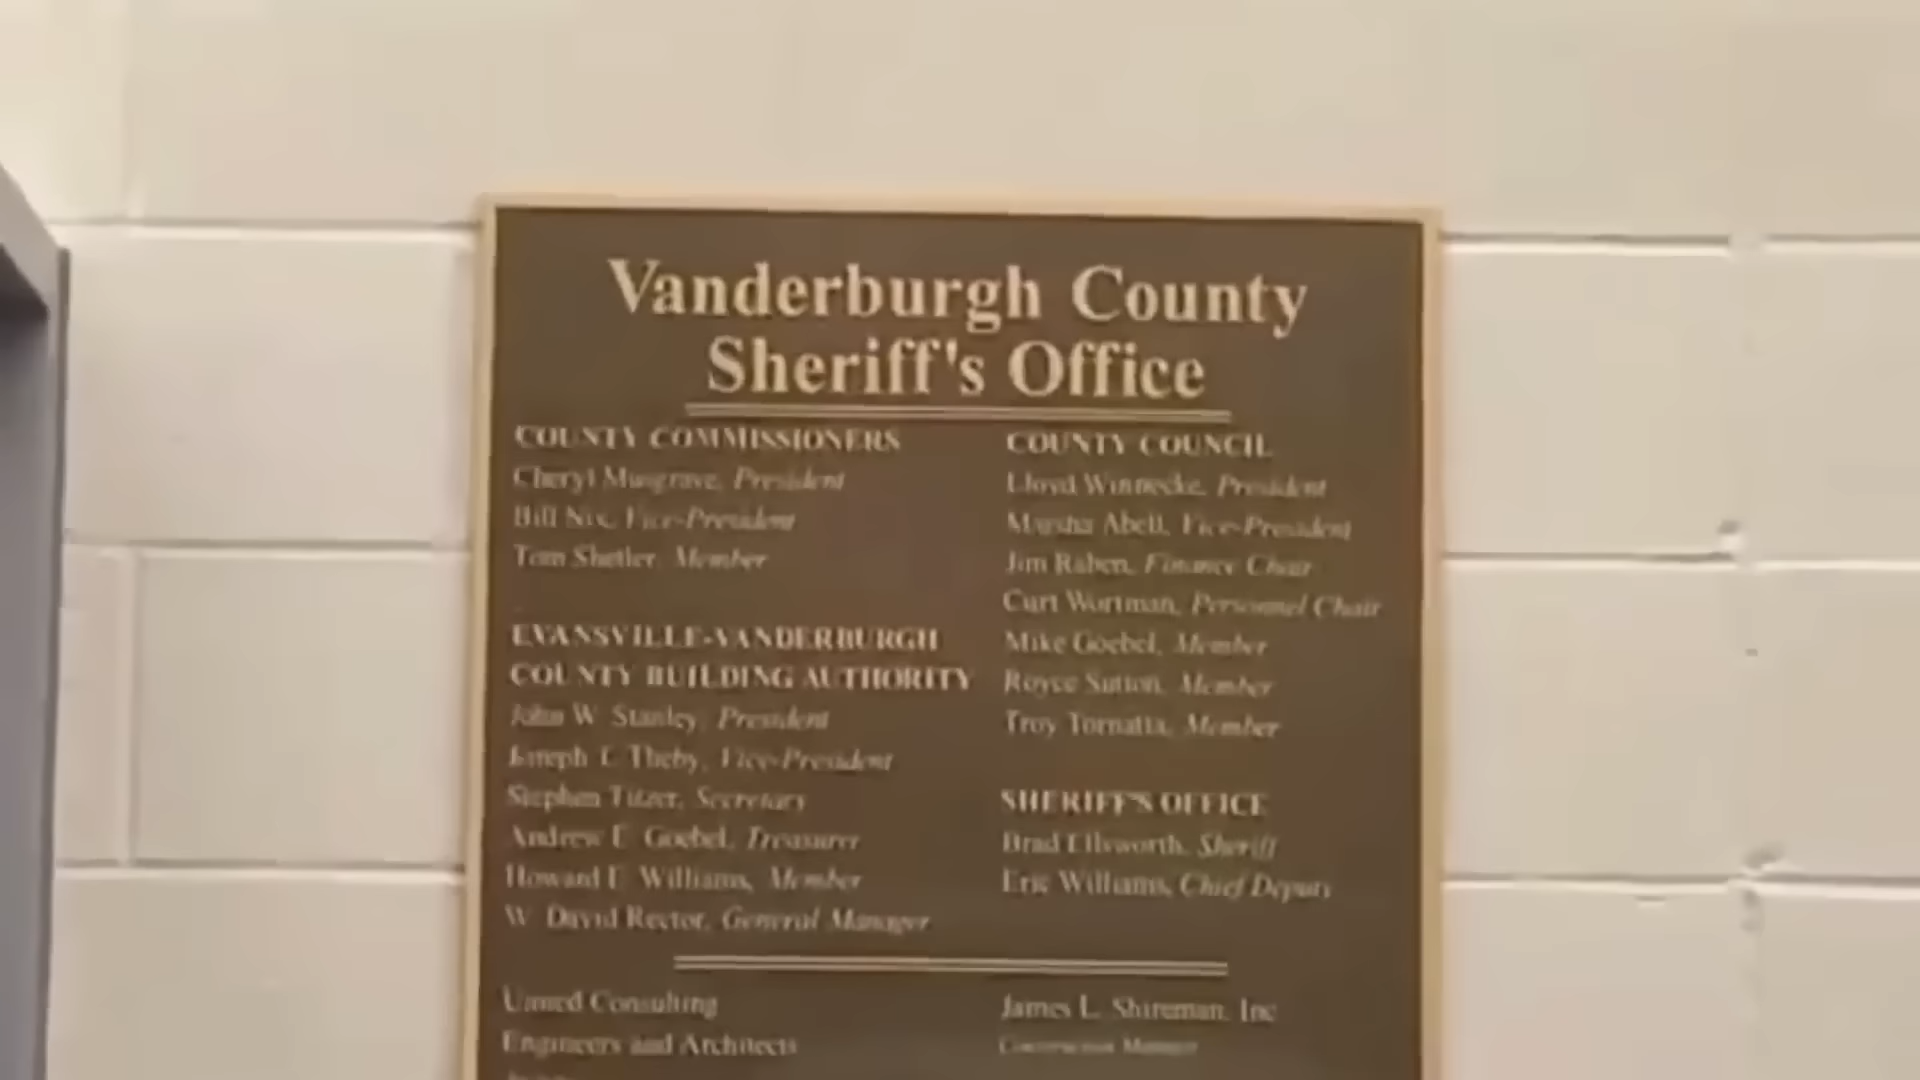 Vanderburgh County
Sheriff's Office
COUNTY COMMISSIONERS
Cheryl Musgrave, President
Bill Nix, Vice-President
Tom Shetler, Member
EVANSVILLE-VANDERBURGH
COUNTY BUILDING AUTHORITY
John W. Stanley, President
Joseph Theby, Vice-President
Stephen Titzer, Secretary
Andrew E. Goebel, Treasurer
Howard Williams, Member
W. David Rector, General Manager
COUNTY COUNCIL
Lloyd Winnecke, President
Marsha Abell, Vice-President
Jim Raben, Finance Chair
Curt Wortman, Personnel Chair
Mike Goebel, Member
Royce Sutton, Member
Troy Tornatta, Member
SHERIFF'S OFFICE
Brad Ellsworth, Sheriff
Eric Williams, Chief Deputy
United Consulting
Engineers and Architects
James L. Shireman, Inc
Construction Manager